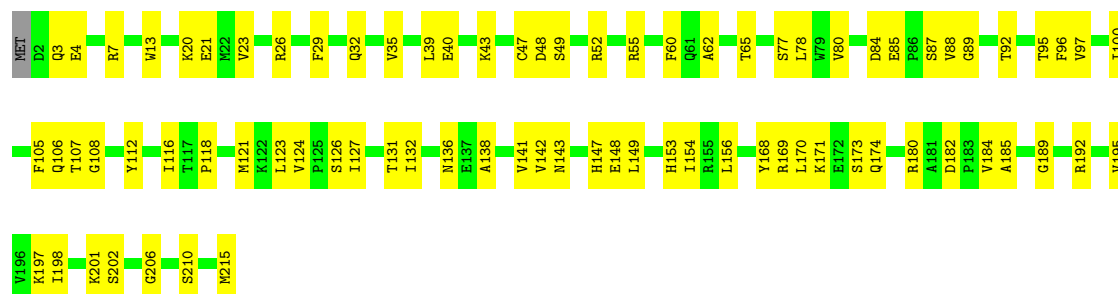 MET D2 Q3 E4 R7 W13 K20 E21 M22 V23 R26 F29 Q32 V35 L39 E40 K43 C47 D48 S49 R52 R55 F60 Q61 A62 T65 S77 L78 W79 V80 D84 E85 P86 S87 V88 G89 T92 T95 F96 V97 I100
F105 Q106 T107 G108 Y112 I116 T117 P118 M121 K122 L123 V124 P125 S126 I127 T131 I132 N136 E137 A138 V141 V142 N143 H147 E148 L149 H153 I154 R155 L156 Y168 R169 L170 K171 E172 S173 Q174 R180 A181 D182 P183 V184 A185 G189 R192 V195
V196 K197 I198 K201 S202 G206 S210 M215